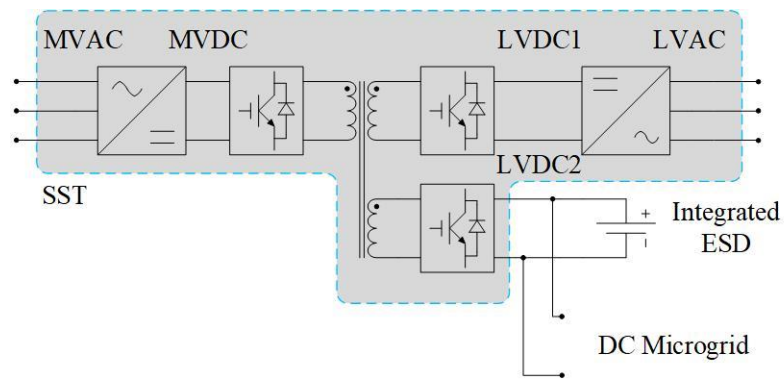 MVAC MVDC LVDC1 LVAC
LVDC2
SST
+
Integrated
ESD
-
DC Microgrid